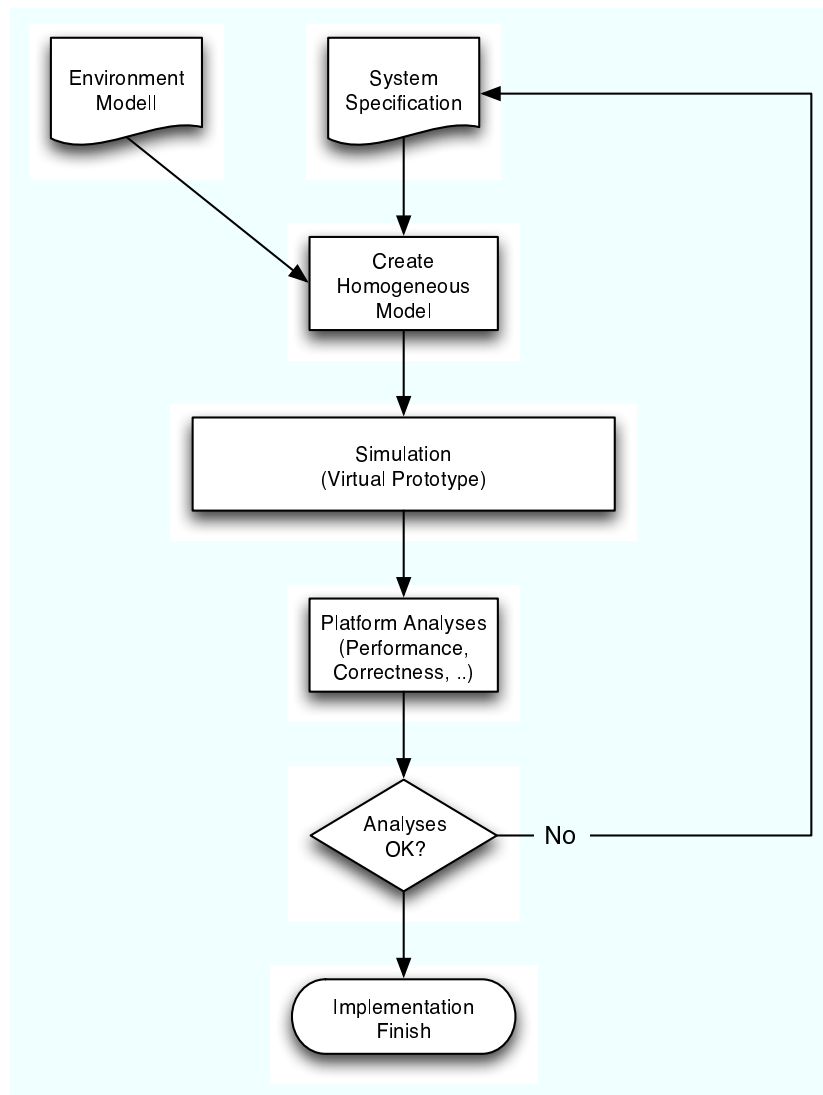 Environment
Modell
System
Specification
Create
Homogeneous
Model
Simulation
(Virtual Prototype)
Platform Analyses
(Performance,
Correctness, ..)
Analyses
OK?
No
Implementation
Finish